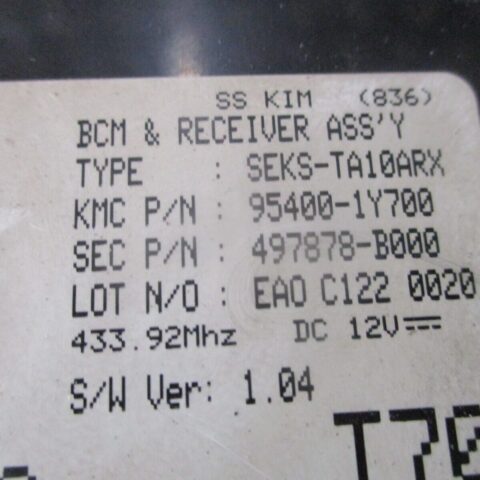 SS KIM (836)
BCM & RECEIVER ASS'Y
TYPE : SEKS-TA10ARX
KMC P/N : 95400-1Y700
SEC P/N : 497878-B000
LOT N/O : EAO C122 0020
433.92Mhz DC 12V
S/W Ver: 1.04
T70